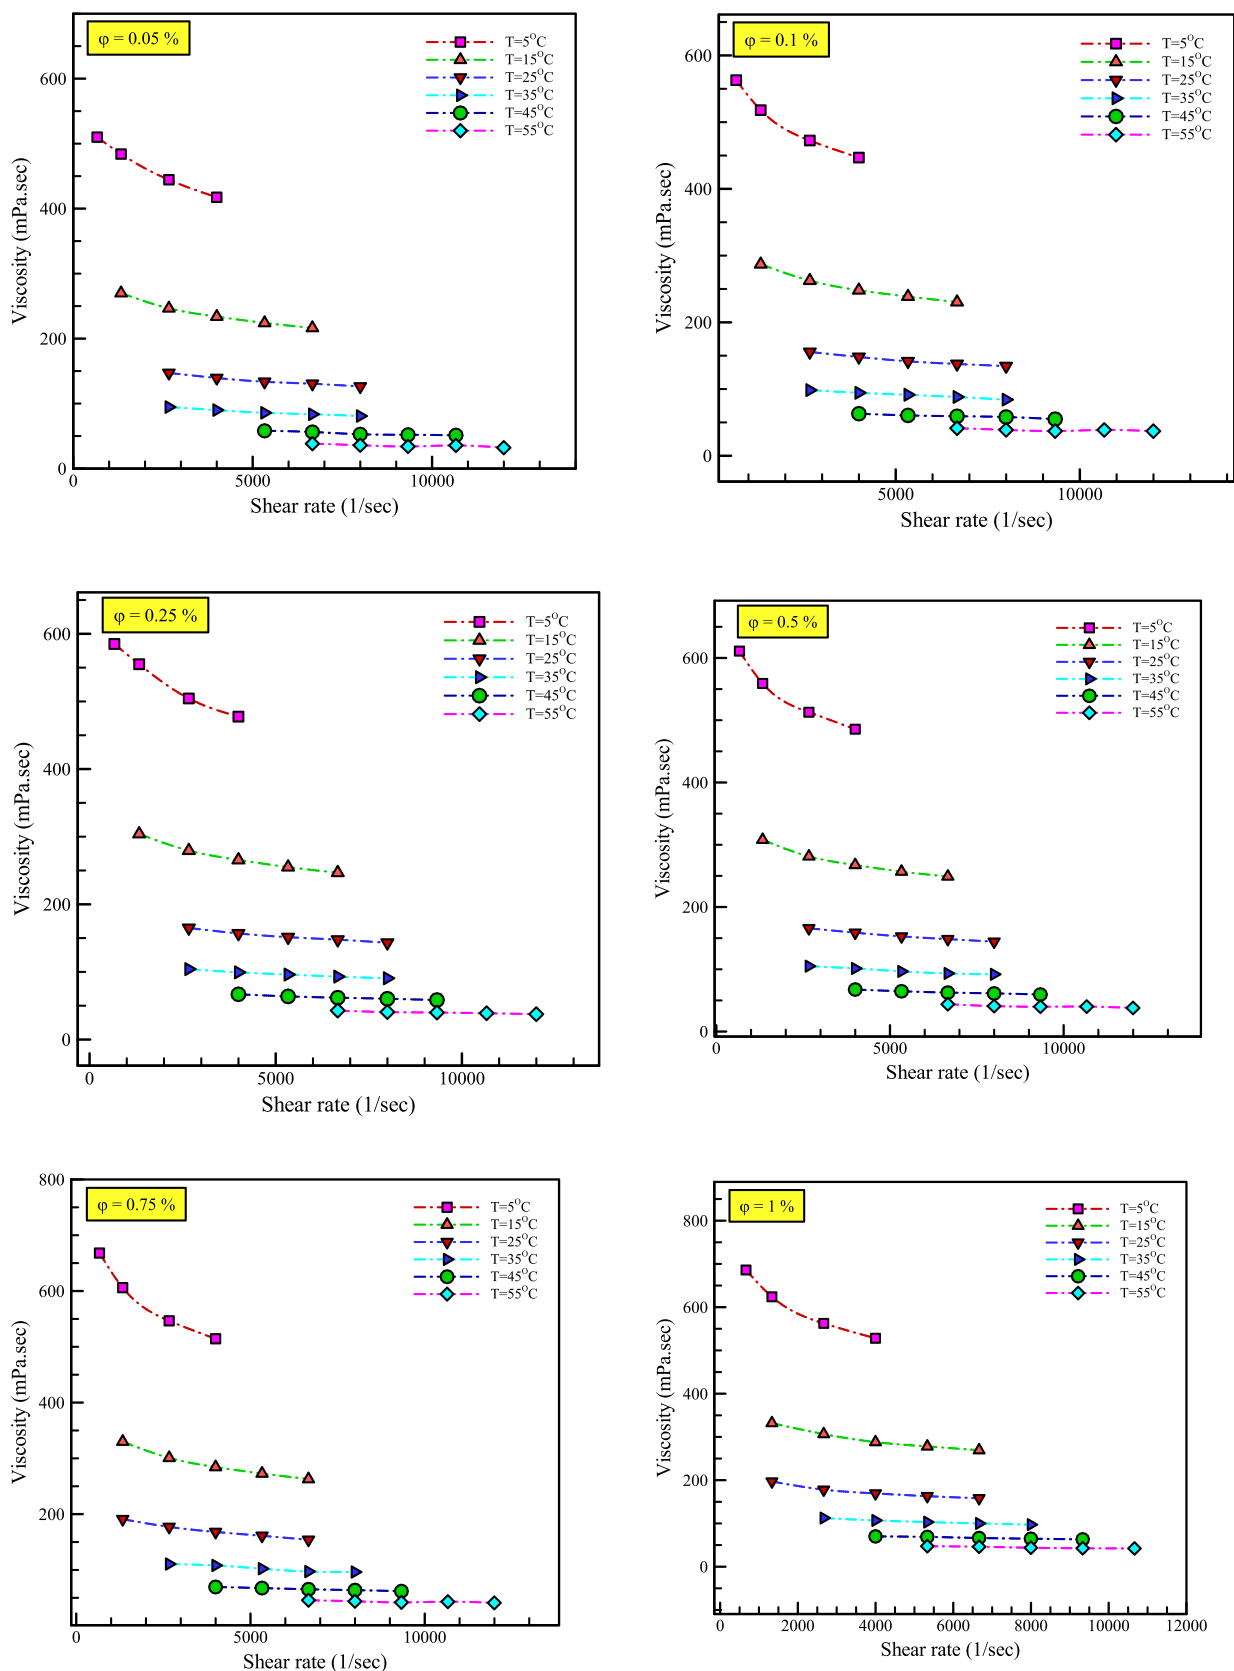 φ = 0.05 %
T=5°C
T=15°C
T=25°C
T=35°C
T=45°C
T=55°C
600
400
200
0
Viscosity (mPa.sec)
0 5000 10000
Shear rate (1/sec)
φ = 0.1 %
T=5°C
T=15°C
T=25°C
T=35°C
T=45°C
T=55°C
600
400
200
0
Viscosity (mPa.sec)
5000 10000
Shear rate (1/sec)
φ = 0.25 %
T=5°C
T=15°C
T=25°C
T=35°C
T=45°C
T=55°C
600
400
200
0
Viscosity (mPa.sec)
0 5000 10000
Shear rate (1/sec)
φ = 0.5 %
T=5°C
T=15°C
T=25°C
T=35°C
T=45°C
T=55°C
600
400
200
0
Viscosity (mPa.sec)
0 5000 10000
Shear rate (1/sec)
φ = 0.75 %
T=5°C
T=15°C
T=25°C
T=35°C
T=45°C
T=55°C
800
600
400
200
Viscosity (mPa.sec)
0 5000 10000
Shear rate (1/sec)
φ = 1 %
T=5°C
T=15°C
T=25°C
T=35°C
T=45°C
T=55°C
800
600
400
200
0
Viscosity (mPa.sec)
0 2000 4000 6000 8000 10000 12000
Shear rate (1/sec)